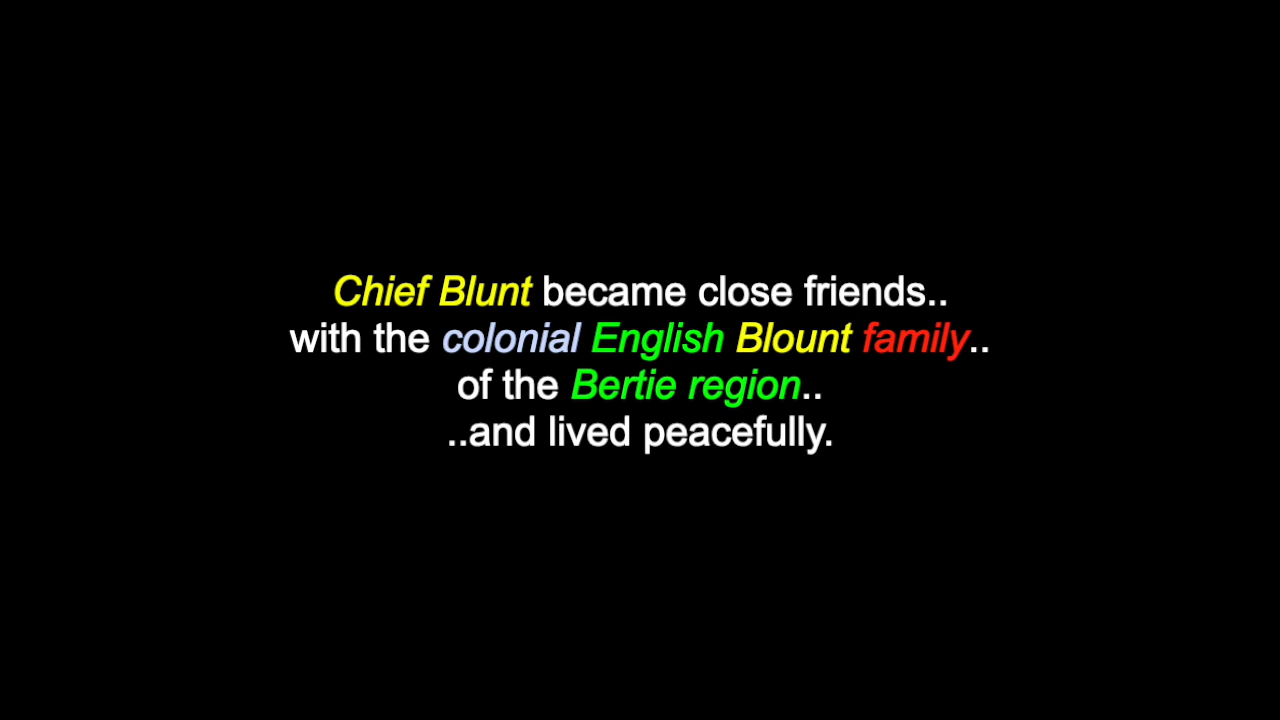 Chief Blunt became close friends..
with the colonial English Blount family..
of the Bertie region..
..and lived peacefully.